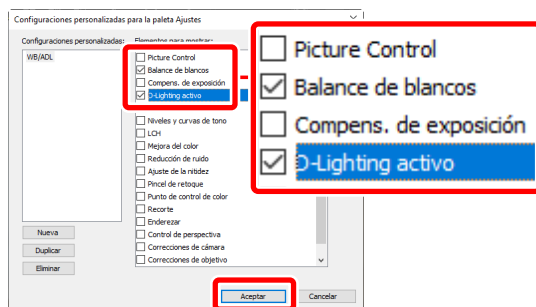 Configuraciones personalizadas para la paleta Ajustes
Configuraciones personalizadas:
WB/ADL
Nueva
Duplicar
Eliminar
Elementos para mostrar:
Picture Control
Balance de blancos
Compens. de exposición
D-Lighting activo
Niveles y curvas de tono
LCH
Mejora del color
Reducción de ruido
Ajuste de la nitidez
Pincel de retoque
Punto de control de color
Recorte
Enderezar
Control de perspectiva
Correcciones de cámara
Correcciones de objetivo
Aceptar
Cancelar
Picture Control
Balance de blancos
Compens. de exposición
D-Lighting activo